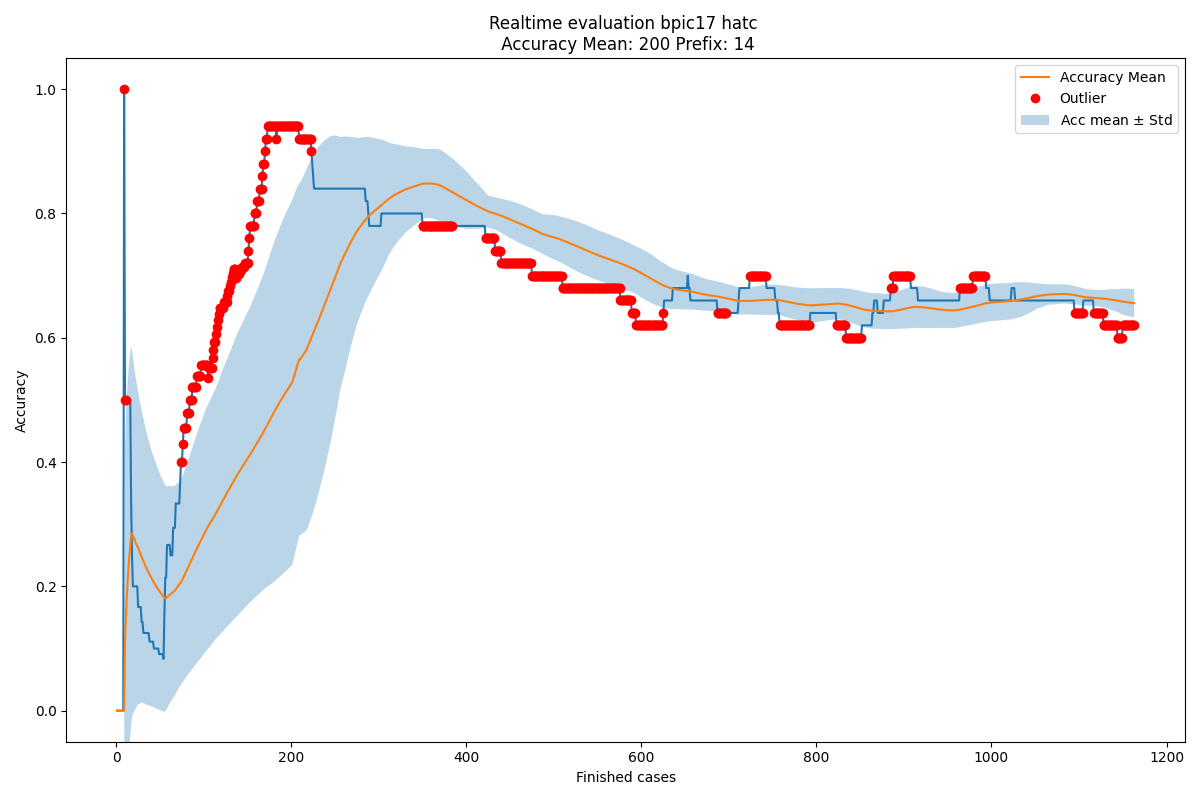 Realtime evaluation bpic17 hatc
Accuracy Mean: 200 Prefix: 14
Accuracy Mean
Outlier
Acc mean ± Std
Accuracy
1.0
0.8
0.6
0.4
0.2
0.0
0 200 400 600 800 1000 1200
Finished cases